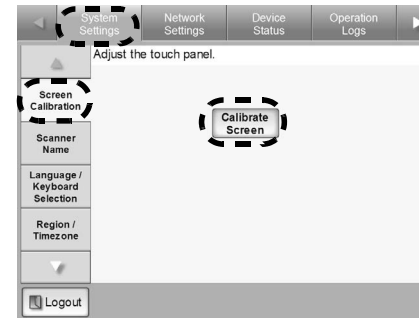 System
Settings
Network
Settings
Device
Status
Operation
Logs
Adjust the touch panel.
Screen
Calibration
Calibrate
Screen
Scanner
Name
Language /
Keyboard
Selection
Region /
Timezone
Logout